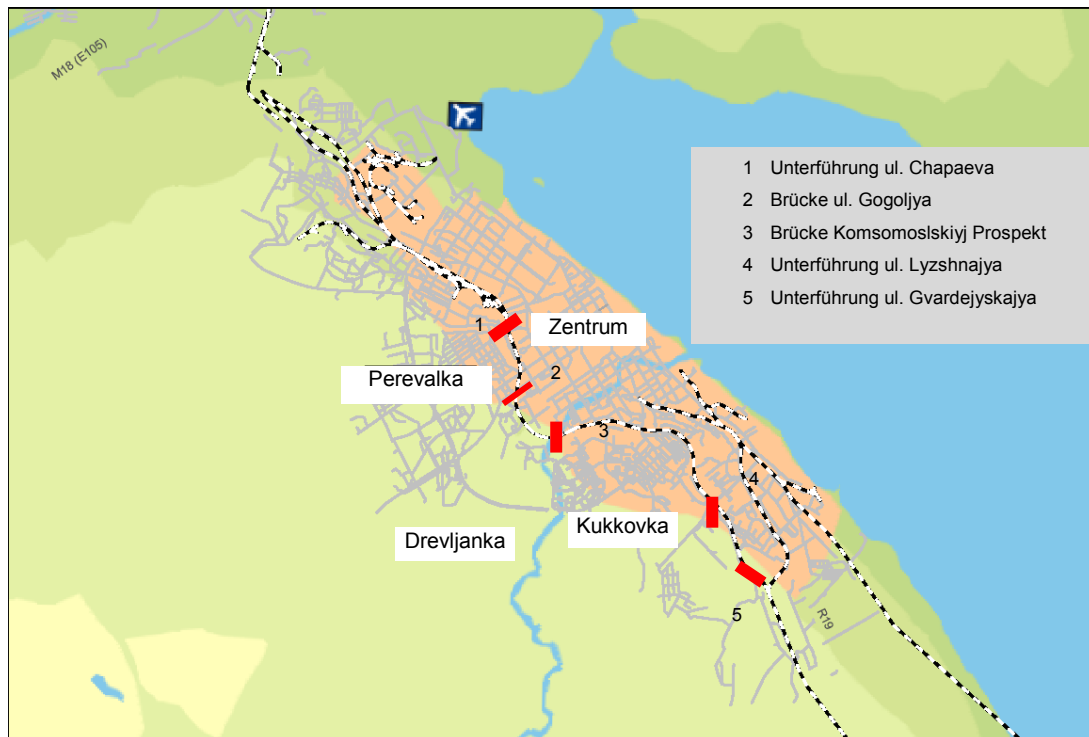 M18 (E105)
1 Unterführung ul. Chapaeva
2 Brücke ul. Gogoljya
3 Brücke Komsomoslskiyj Prospekt
4 Unterführung ul. Lyzshnajya
5 Unterführung ul. Gvardejyskajya
1
Zentrum
Perevalka
2
3
4
Kukkovka
Drevljanka
5
R19